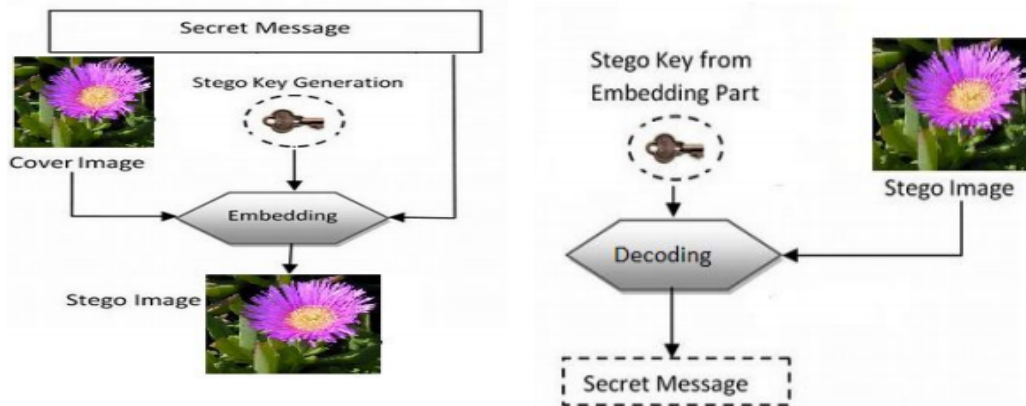 Secret Message
Stego Key Generation
Cover Image
Embedding
Stego Image
Stego Key from
Embedding Part
Stego Image
Decoding
Secret Message